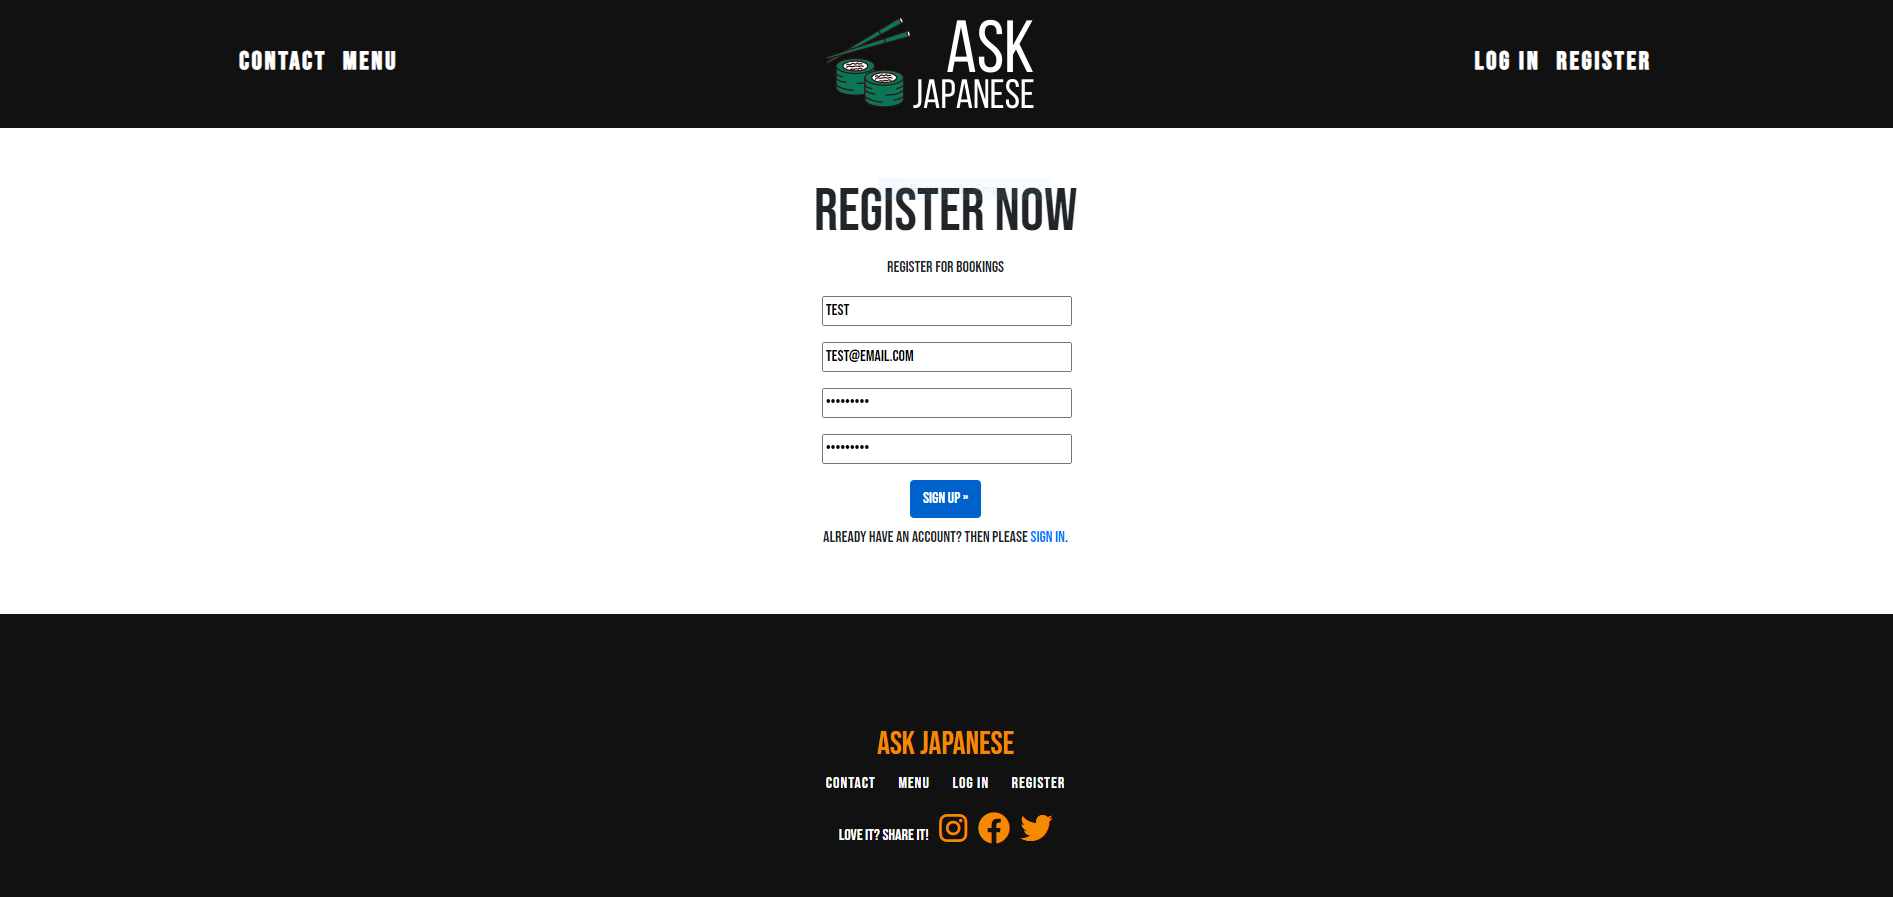 CONTACT MENU
ASK
JAPANESE
LOG IN REGISTER
REGISTER NOW
REGISTER FOR BOOKINGS
TEST
TEST@EMAIL.COM
•••••••••
•••••••••
SIGN UP »
ALREADY HAVE AN ACCOUNT? THEN PLEASE SIGN IN.
ASK JAPANESE
CONTACT MENU LOG IN REGISTER
LOVE IT? SHARE IT!